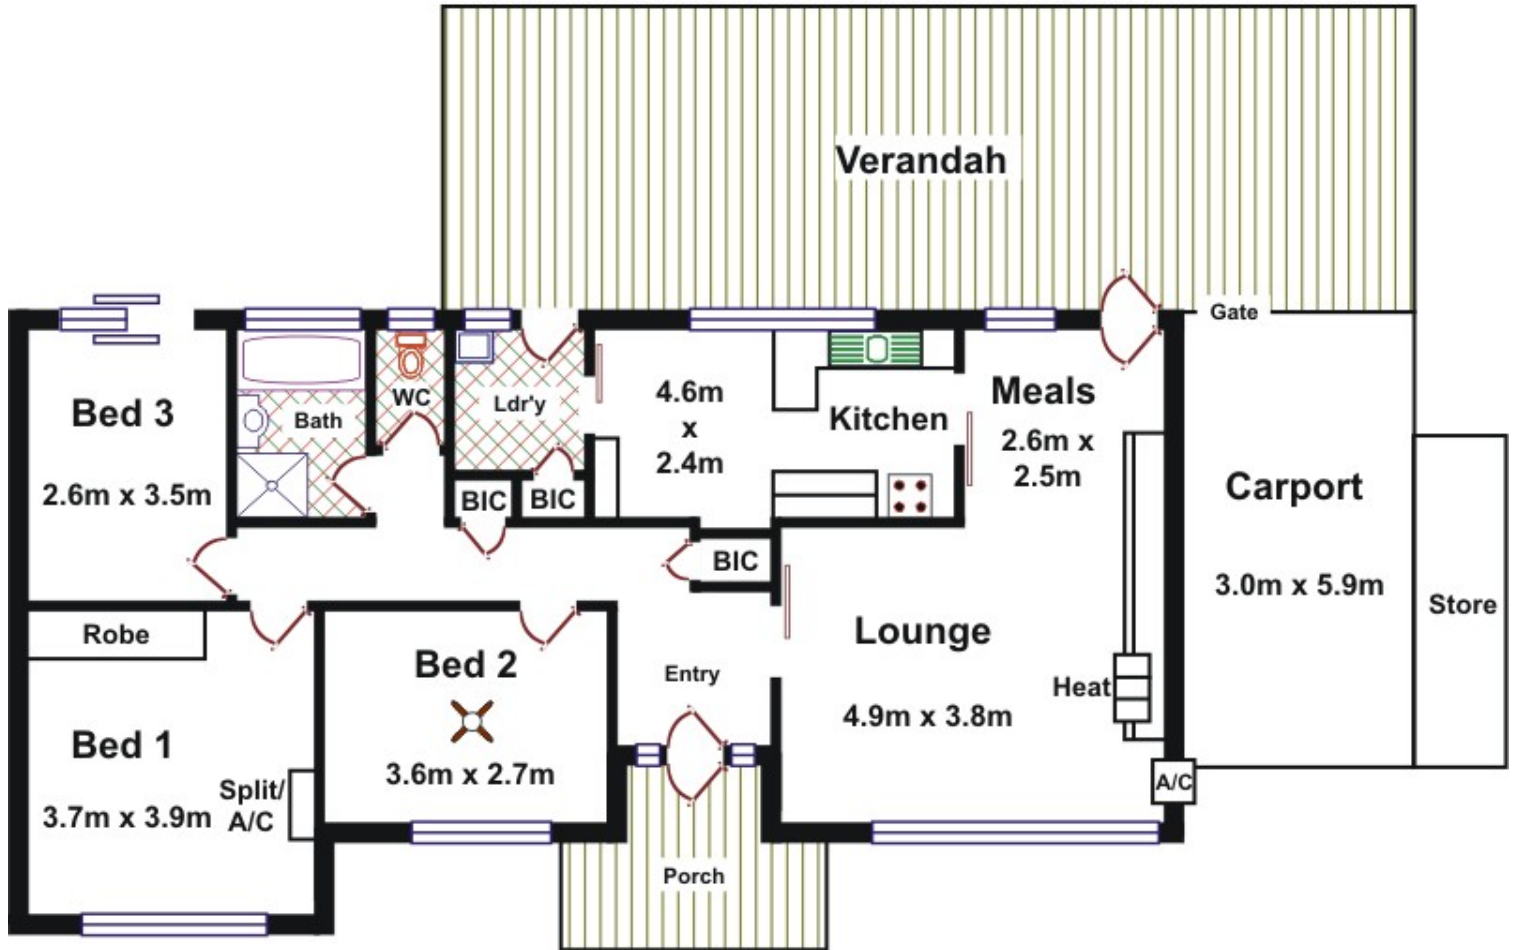 Verandah
Gate
Bed 3
2.6m x 3.5m
Bath
WC
Ldr'y
BIC
BIC
4.6m
x
2.4m
Kitchen
Meals
2.6m x
2.5m
Carport
3.0m x 5.9m
Store
BIC
Robe
Bed 1
3.7m x 3.9m
Split/
A/C
Bed 2
3.6m x 2.7m
Entry
Lounge
4.9m x 3.8m
Heat
A/C
Porch